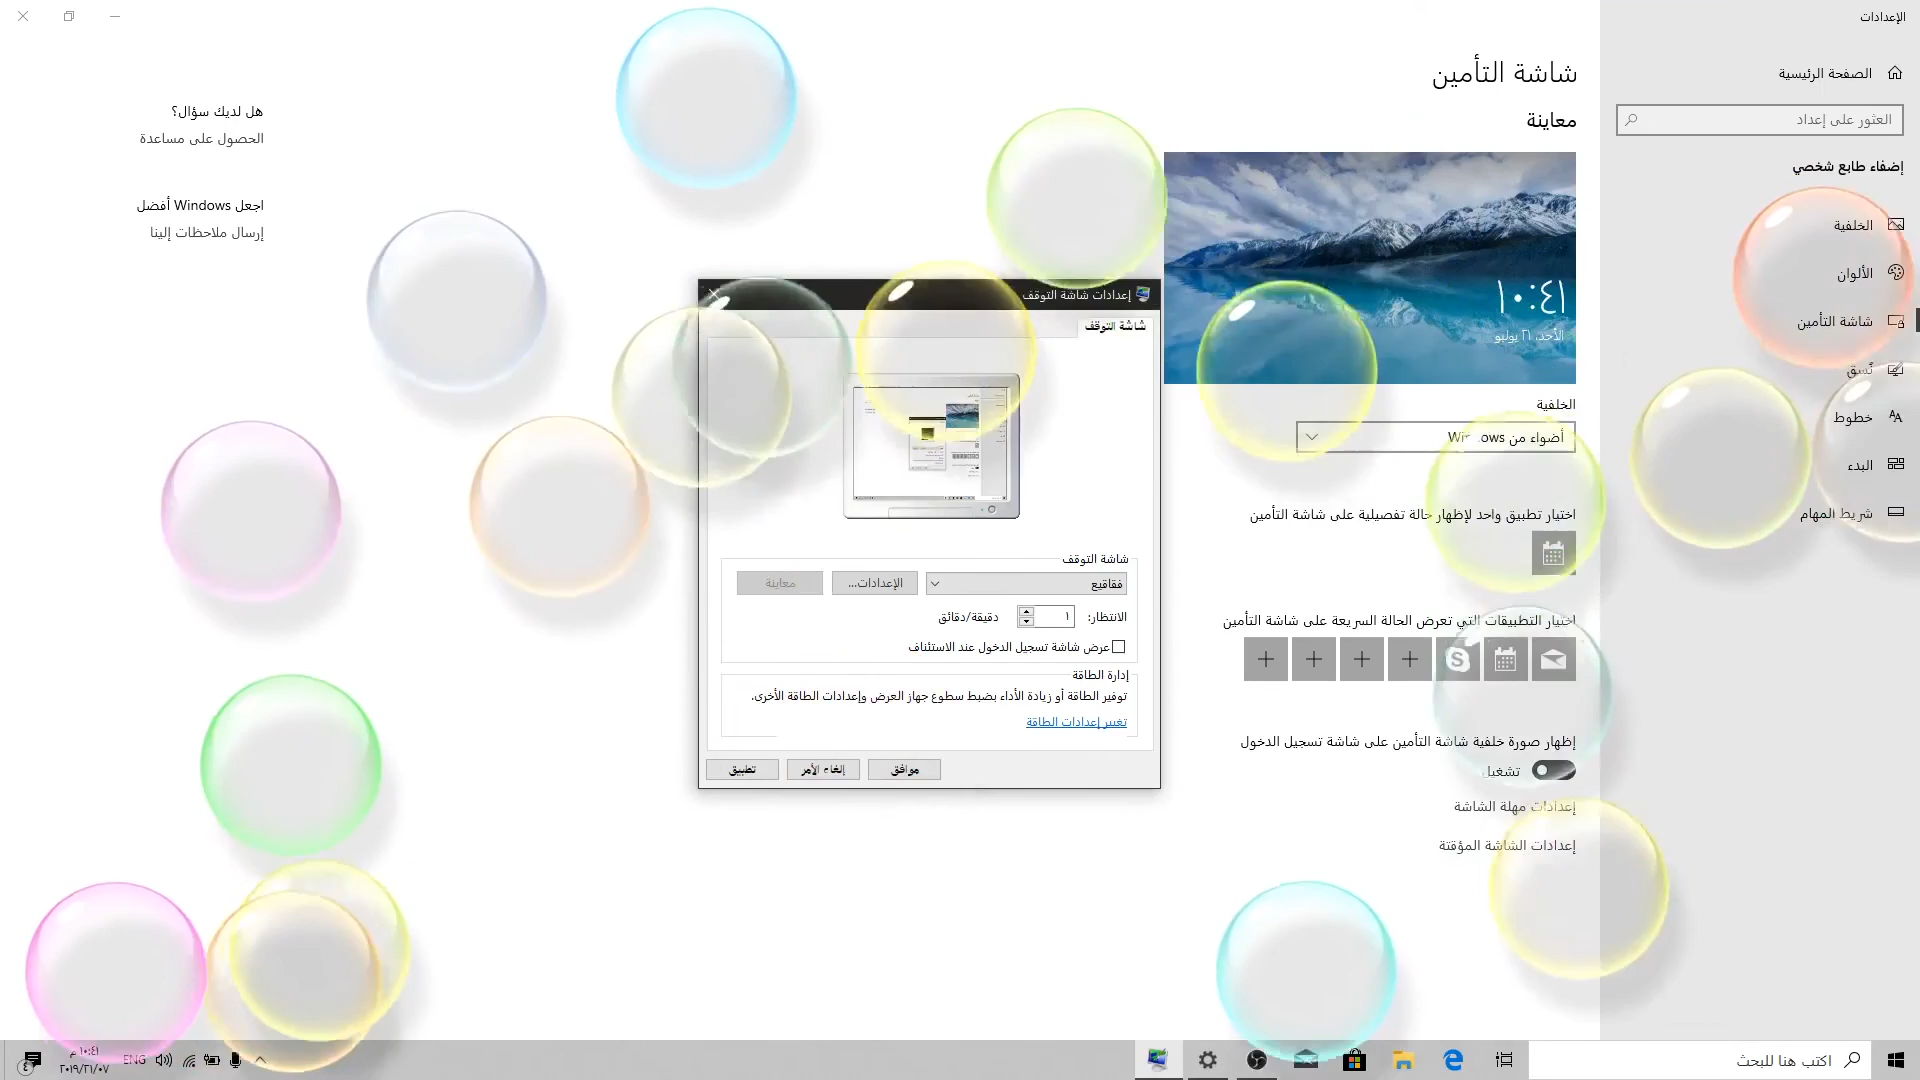 الإعدادات
الصفحة الرئيسية
العثور على إعداد
إضفاء طابع شخصي
الخلفية
الألوان
شاشة التأمين
نُسق
خطوط
البدء
شريط المهام
شاشة التأمين
معاينة
١٠:٤١
الأحد، ٢١ يوليو
الخلفية
أضواء من Windows
اختيار تطبيق واحد لإظهار حالة تفصيلية على شاشة التأمين
اختيار التطبيقات التي تعرض الحالة السريعة على شاشة التأمين
إظهار صورة خلفية شاشة التأمين على شاشة تسجيل الدخول
تشغيل
إعدادات مهلة الشاشة
إعدادات الشاشة المؤقتة
هل لديك سؤال؟
الحصول على مساعدة
اجعل Windows أفضل
إرسال ملاحظات إلينا
إعدادات شاشة التوقف
شاشة التوقف
شاشة التوقف
فقاقيع
الإعدادات...
معاينة
الانتظار: ١ دقيقة/دقائق
عرض شاشة تسجيل الدخول عند الاستئناف
إدارة الطاقة
توفير الطاقة أو زيادة الأداء بضبط سطوع جهاز العرض وإعدادات الطاقة الأخرى.
تغيير إعدادات الطاقة
موافق
إلغاء الأمر
تطبيق
اكتب هنا للبحث
ENG
١٠:٤١ م
٢٠١٩/٢١/٠٧
٤